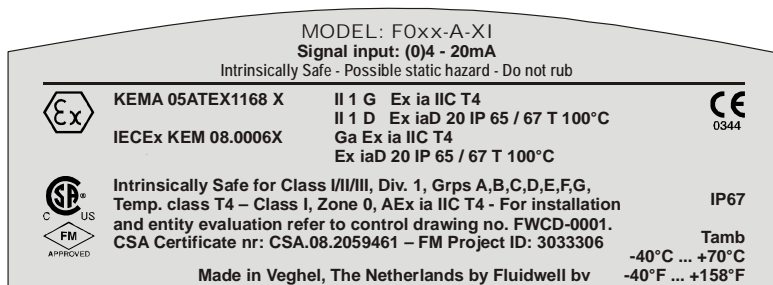 MODEL: F0xx-A-XI
Signal input: (0)4 - 20mA
Intrinsically Safe - Possible static hazard - Do not rub
Ex
KEMA 05ATEX1168 X II 1 G Ex ia IIC T4
II 1 D Ex iaD 20 IP 65 / 67 T 100°C
IECEx KEM 08.0006X Ga Ex ia IIC T4
Ex iaD 20 IP 65 / 67 T 100°C
CE
0344
SA®
C US
FM
APPROVED
Intrinsically Safe for Class I/II/III, Div. 1, Grps A,B,C,D,E,F,G,
Temp. class T4 – Class I, Zone 0, AEx ia IIC T4 - For installation
and entity evaluation refer to control drawing no. FWCD-0001.
CSA Certificate nr: CSA.08.2059461 – FM Project ID: 3033306
IP67
Tamb
-40°C ... +70°C
Made in Veghel, The Netherlands by Fluidwell bv -40°F ... +158°F